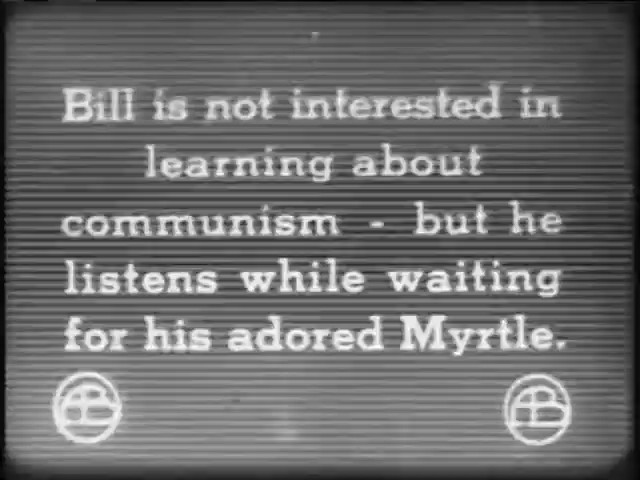 Bill is not interested in
learning about
communism - but he
listens while waiting
for his adored Myrtle.